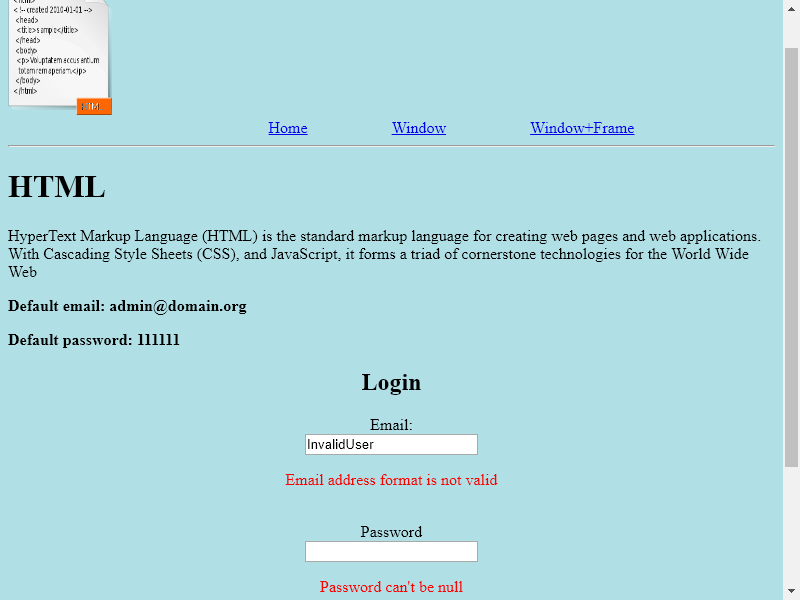 <!-- created 2010-01-01 -->
<head>
<title>sample</title>
</head>
<body>
<p>Voluptatem accusantium
totam rem aperiam.</p>
</body>
</html>
HTML
Home Window Window+Frame
HTML
HyperText Markup Language (HTML) is the standard markup language for creating web pages and web applications.
With Cascading Style Sheets (CSS), and JavaScript, it forms a triad of cornerstone technologies for the World Wide
Web
Default email: admin@domain.org
Default password: 111111
Login
Email:
InvalidUser
Email address format is not valid
Password
Password can't be null